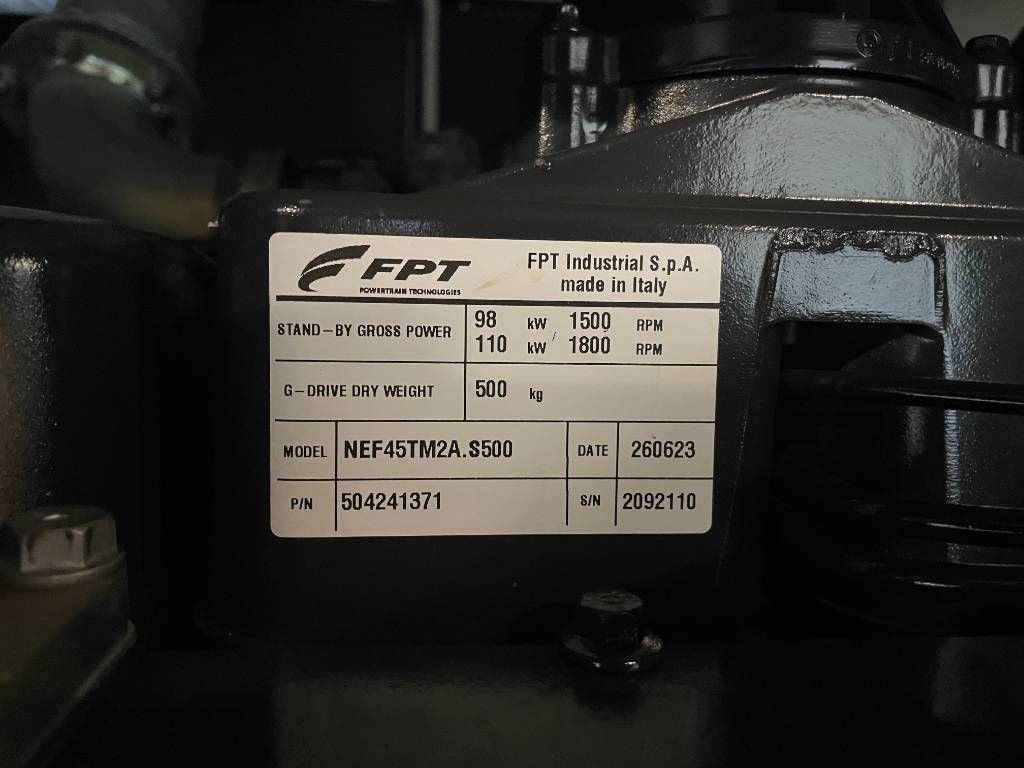 FPT
POWERTRAIN TECHNOLOGIES
FPT Industrial S.p.A.
made in Italy
STAND-BY GROSS POWER
98 kW / 1500 RPM
110 kW 1800 RPM
G-DRIVE DRY WEIGHT 500 kg
MODEL NEF45TM2A.S500 DATE 260623
P/N 504241371 S/N 2092110